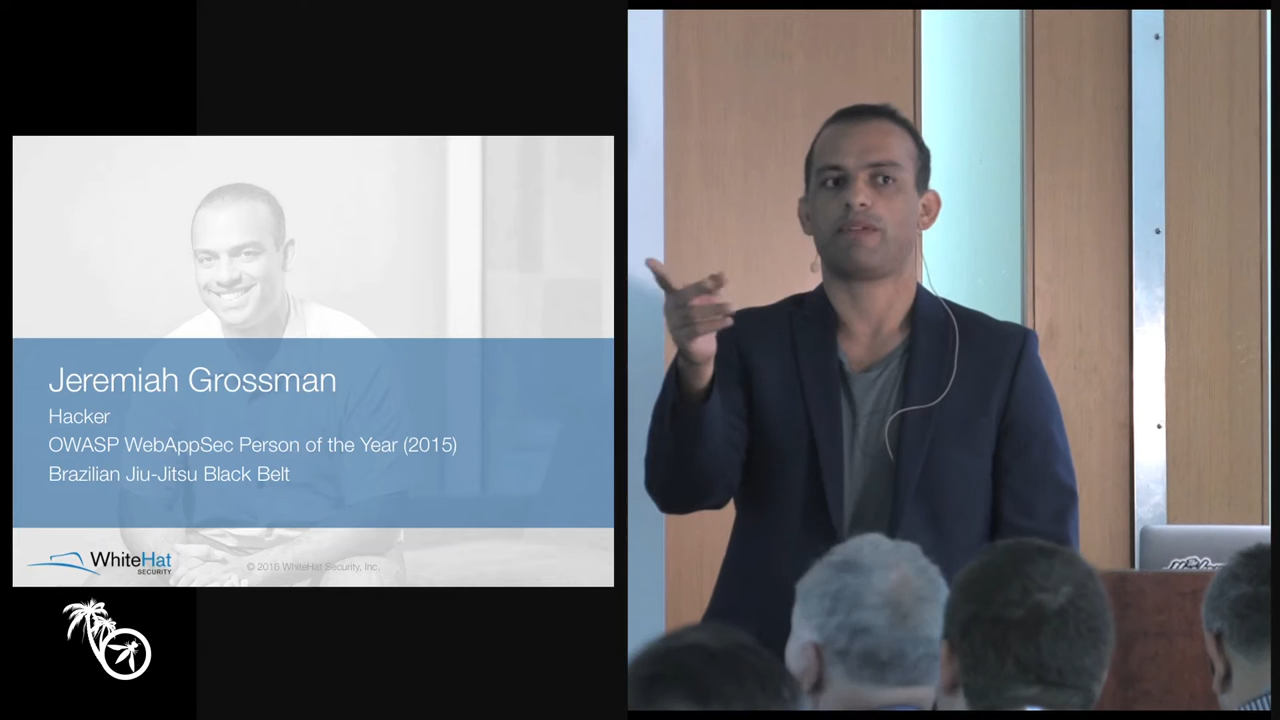 Jeremiah Grossman
Hacker
OWASP WebAppSec Person of the Year (2015)
Brazilian Jiu-Jitsu Black Belt
WhiteHat
SECURITY
© 2016 WhiteHat Security, Inc.